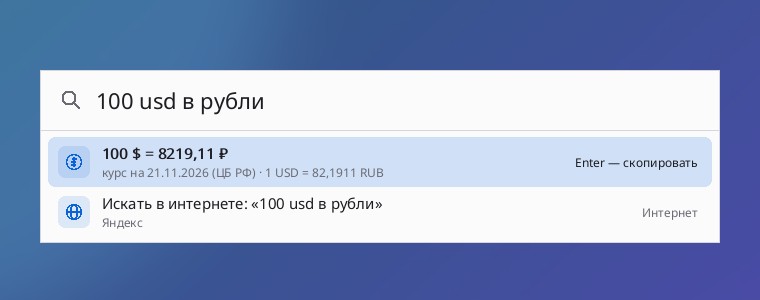 100 usd в рубли
100 $ = 8219,11 ₽
курс на 21.11.2026 (ЦБ РФ) · 1 USD = 82,1911 RUB
Enter — скопировать
Искать в интернете: «100 usd в рубли»
Яндекс
Интернет